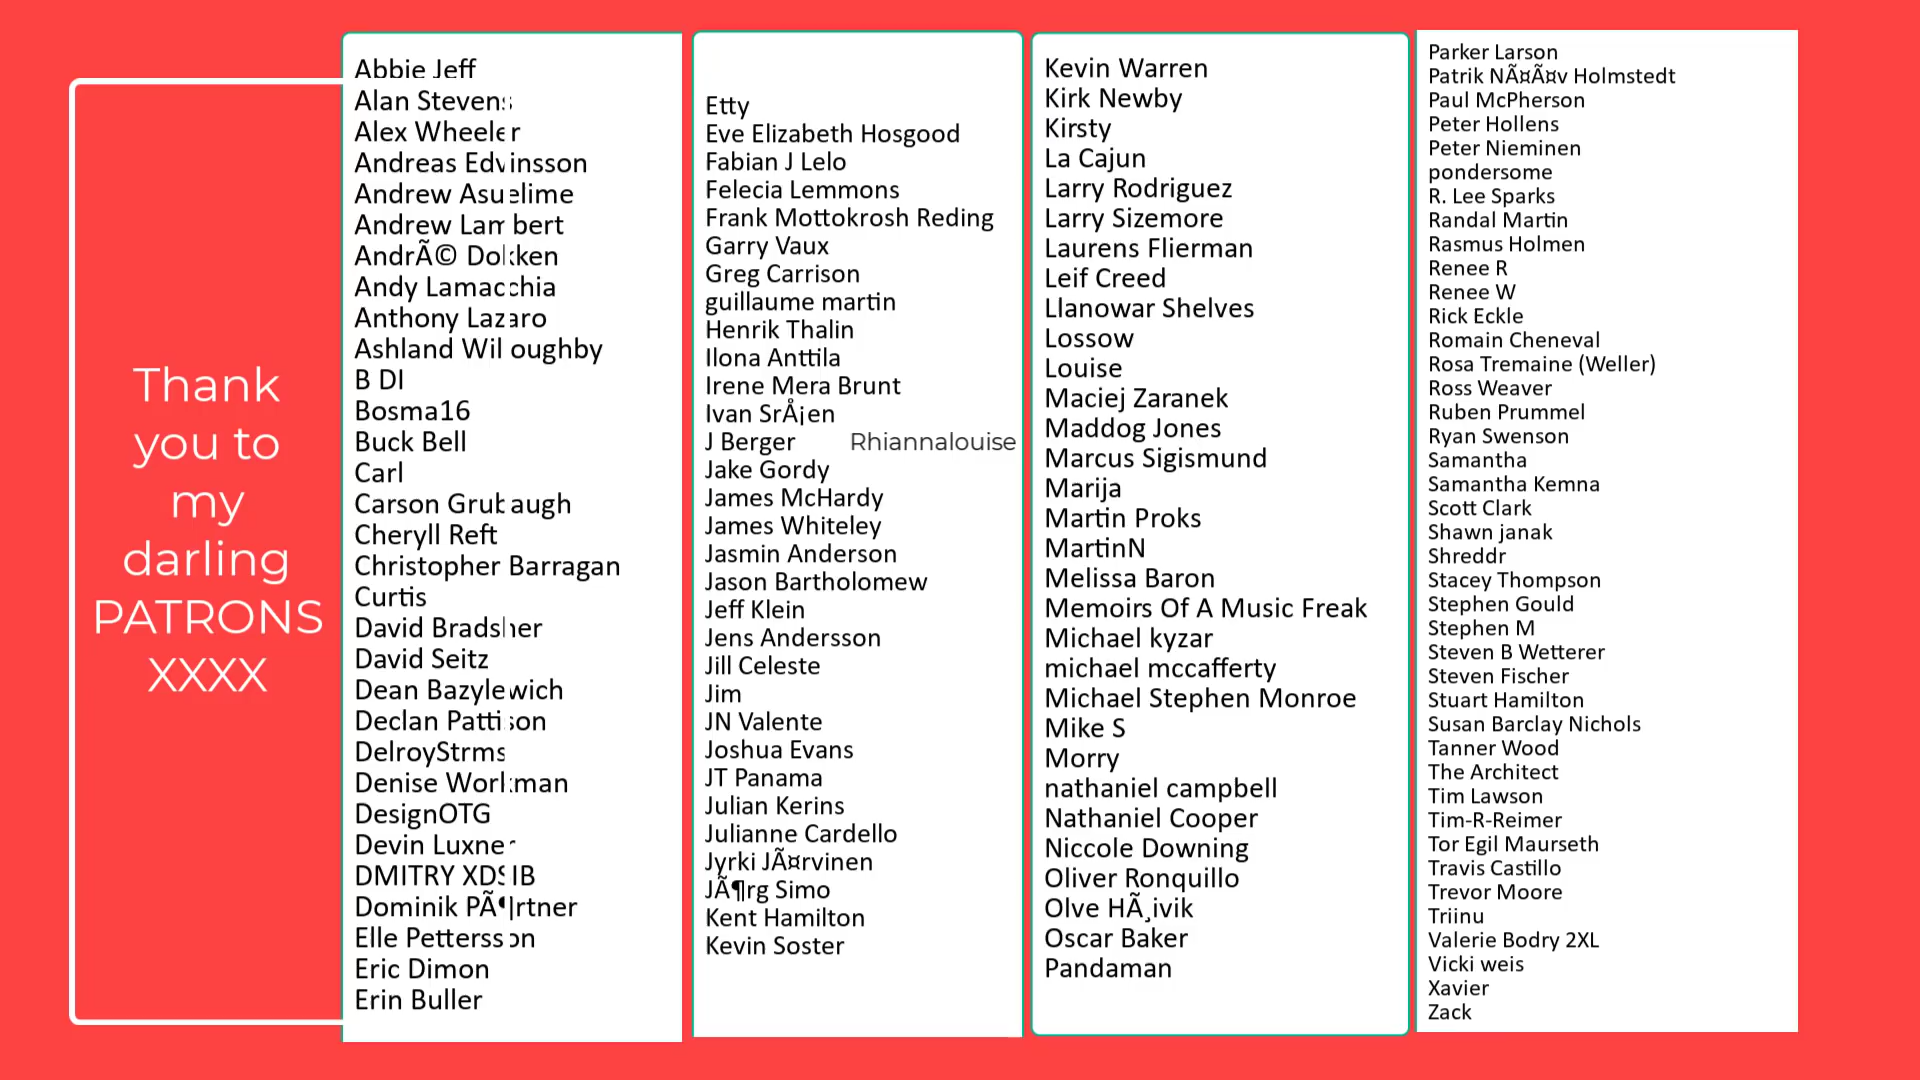 Thank
you to
my
darling
PATRONS
XXXX
Abbie Jeff
Alan Stevens
Alex Wheeler
Andreas Edvinsson
Andrew Asuelime
Andrew Lambert
AndrÃ© Dokken
Andy Lamacchia
Anthony Lazaro
Ashland Willoughby
B DI
Bosma16
Buck Bell
Carl
Carson Grubaugh
Cheryll Reft
Christopher Barragan
Curtis
David Bradsher
David Seitz
Dean Bazylewich
Declan Pattison
DelroyStrms
Denise Workman
DesignOTG
Devin Luxner
DMITRY XDSIB
Dominik PÃ¶rtner
Elle Pettersson
Eric Dimon
Erin Buller
Etty
Eve Elizabeth Hosgood
Fabian J Lelo
Felecia Lemmons
Frank Mottokrosh Reding
Garry Vaux
Greg Carrison
guillaume martin
Henrik Thalin
Ilona Anttila
Irene Mera Brunt
Ivan SrÅ¡en
J Berger
Rhiannalouise
Jake Gordy
James McHardy
James Whiteley
Jasmin Anderson
Jason Bartholomew
Jeff Klein
Jens Andersson
Jill Celeste
Jim
JN Valente
Joshua Evans
JT Panama
Julian Kerins
Julianne Cardello
Jyrki JÃ¤rvinen
JÃ¶rg Simo
Kent Hamilton
Kevin Soster
Kevin Warren
Kirk Newby
Kirsty
La Cajun
Larry Rodriguez
Larry Sizemore
Laurens Flierman
Leif Creed
Llanowar Shelves
Lossow
Louise
Maciej Zaranek
Maddog Jones
Marcus Sigismund
Marija
Martin Proks
MartinN
Melissa Baron
Memoirs Of A Music Freak
Michael kyzar
michael mccafferty
Michael Stephen Monroe
Mike S
Morry
nathaniel campbell
Nathaniel Cooper
Niccole Downing
Oliver Ronquillo
Olve HÃ¸ivik
Oscar Baker
Pandaman
Parker Larson
Patrik NÃ¤Ã¤v Holmstedt
Paul McPherson
Peter Hollens
Peter Nieminen
pondersome
R. Lee Sparks
Randal Martin
Rasmus Holmen
Renee R
Renee W
Rick Eckle
Romain Cheneval
Rosa Tremaine (Weller)
Ross Weaver
Ruben Prummel
Ryan Swenson
Samantha
Samantha Kemna
Scott Clark
Shawn janak
Shreddr
Stacey Thompson
Stephen Gould
Stephen M
Steven B Wetterer
Steven Fischer
Stuart Hamilton
Susan Barclay Nichols
Tanner Wood
The Architect
Tim Lawson
Tim-R-Reimer
Tor Egil Maurseth
Travis Castillo
Trevor Moore
Triinu
Valerie Bodry 2XL
Vicki weis
Xavier
Zack